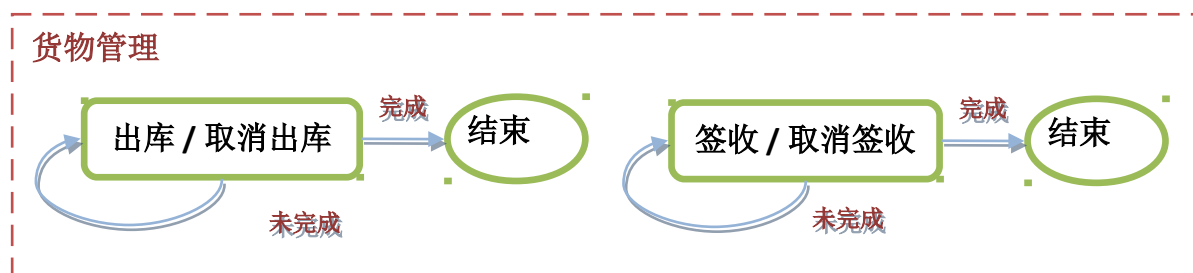 货物管理
出库 / 取消出库
完成
结束
未完成
签收 / 取消签收
完成
结束
未完成